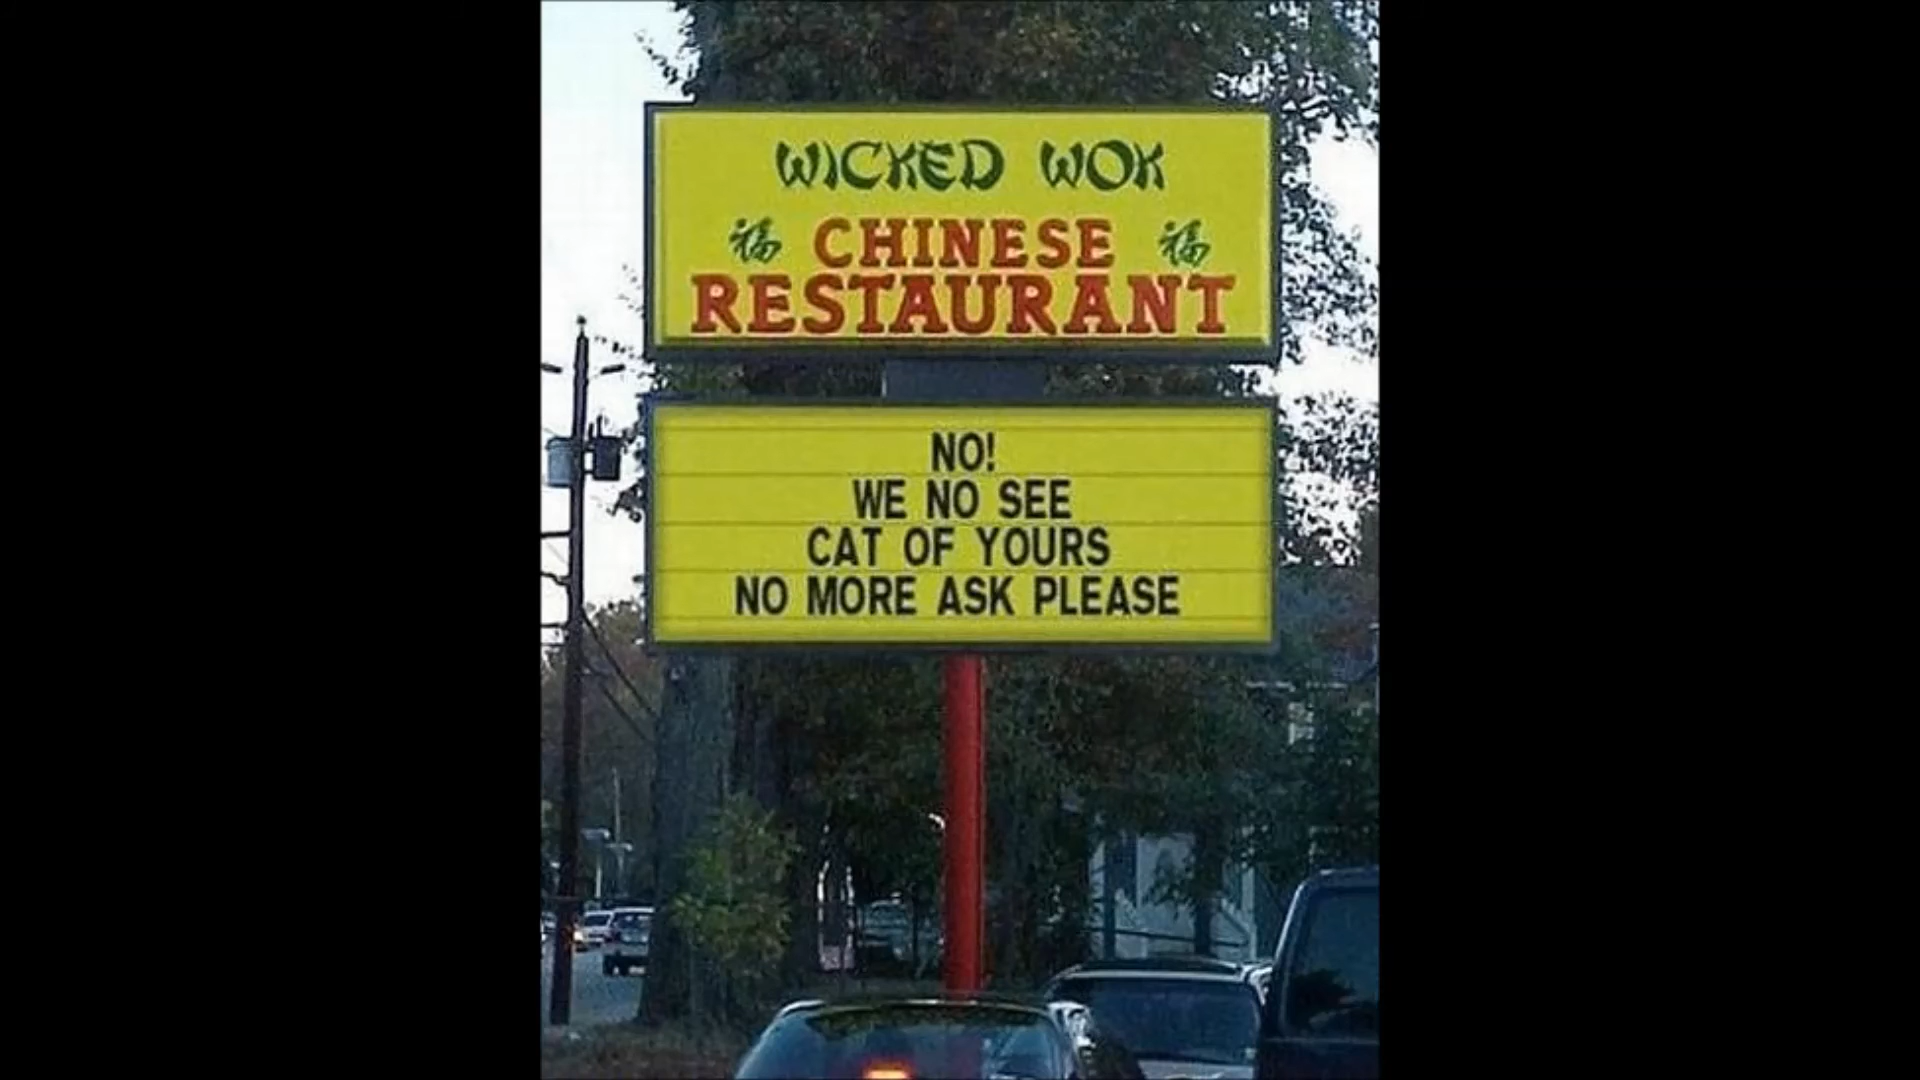 WICKED WOK
福 CHINESE 福
RESTAURANT
NO!
WE NO SEE
CAT OF YOURS
NO MORE ASK PLEASE